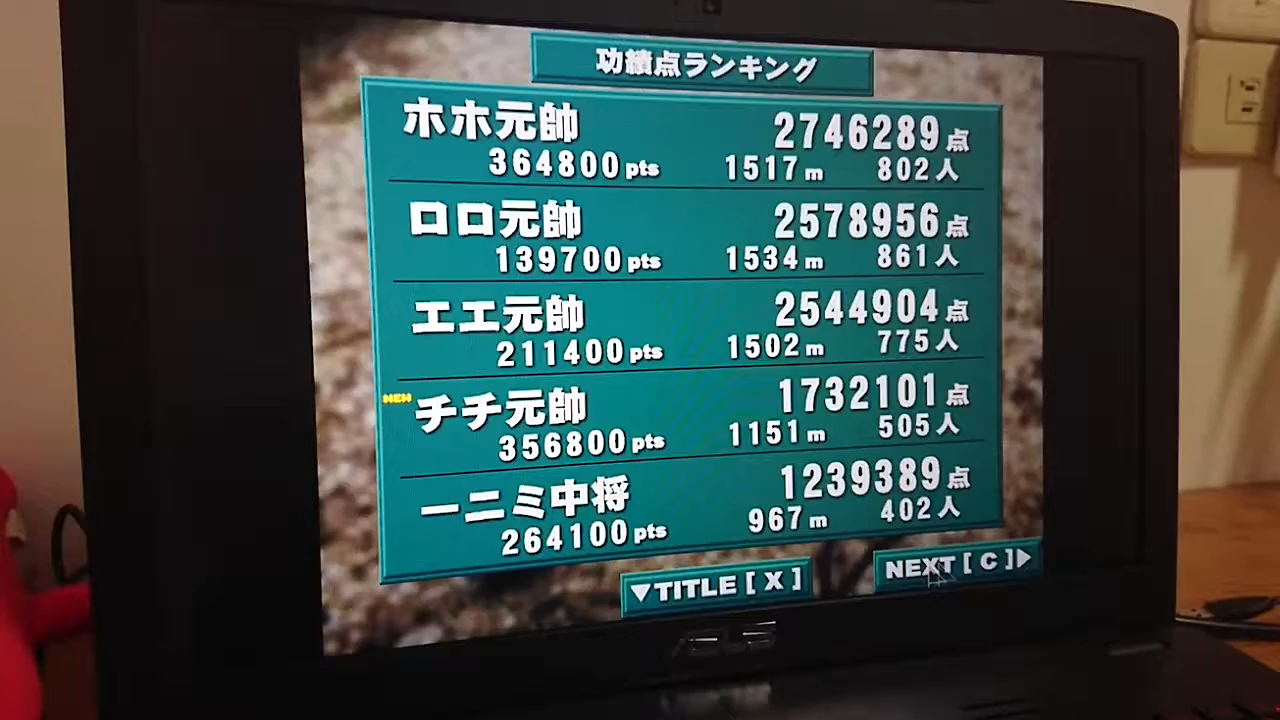 功績点ランキング
ホホ元帥 2746289点
364800pts 1517m 802人
ロロ元帥 2578956点
139700pts 1534m 861人
エエ元帥 2544904点
211400pts 1502m 775人
NEW チチ元帥 1732101点
356800pts 1151m 505人
一ニミ中将 1239389点
264100pts 967m 402人
▼TITLE [ X ] NEXT [ C ]▶
ASUS